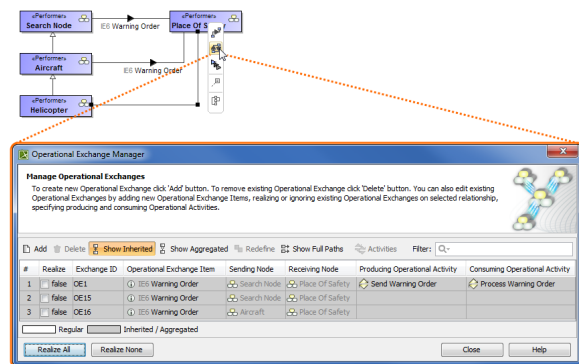 «Performer»
Search Node
IE6 Warning Order
«Performer»
Place Of S
«Performer»
Aircraft
IE6 Warning Order
«Performer»
Helicopter
Operational Exchange Manager
Manage Operational Exchanges
To create new Operational Exchange click 'Add' button. To remove existing Operational Exchange click 'Delete' button. You can also edit existing
Operational Exchanges by adding new Operational Exchange Items, realizing or ignoring existing Operational Exchanges on selected relationship,
specifying producing and consuming Operational Activities.
Add Delete Show Inherited Show Aggregated Redefine Show Full Paths Activities Filter:
# Realize Exchange ID Operational Exchange Item Sending Node Receiving Node Producing Operational Activity Consuming Operational Activity
1 false OE1 IE6 Warning Order Search Node Place Of Safety Send Warning Order Process Warning Order
2 false OE15 IE6 Warning Order Search Node Place Of Safety
3 false OE16 IE6 Warning Order Aircraft Place Of Safety
Regular Inherited / Aggregated
Realize All Realize None Close Help